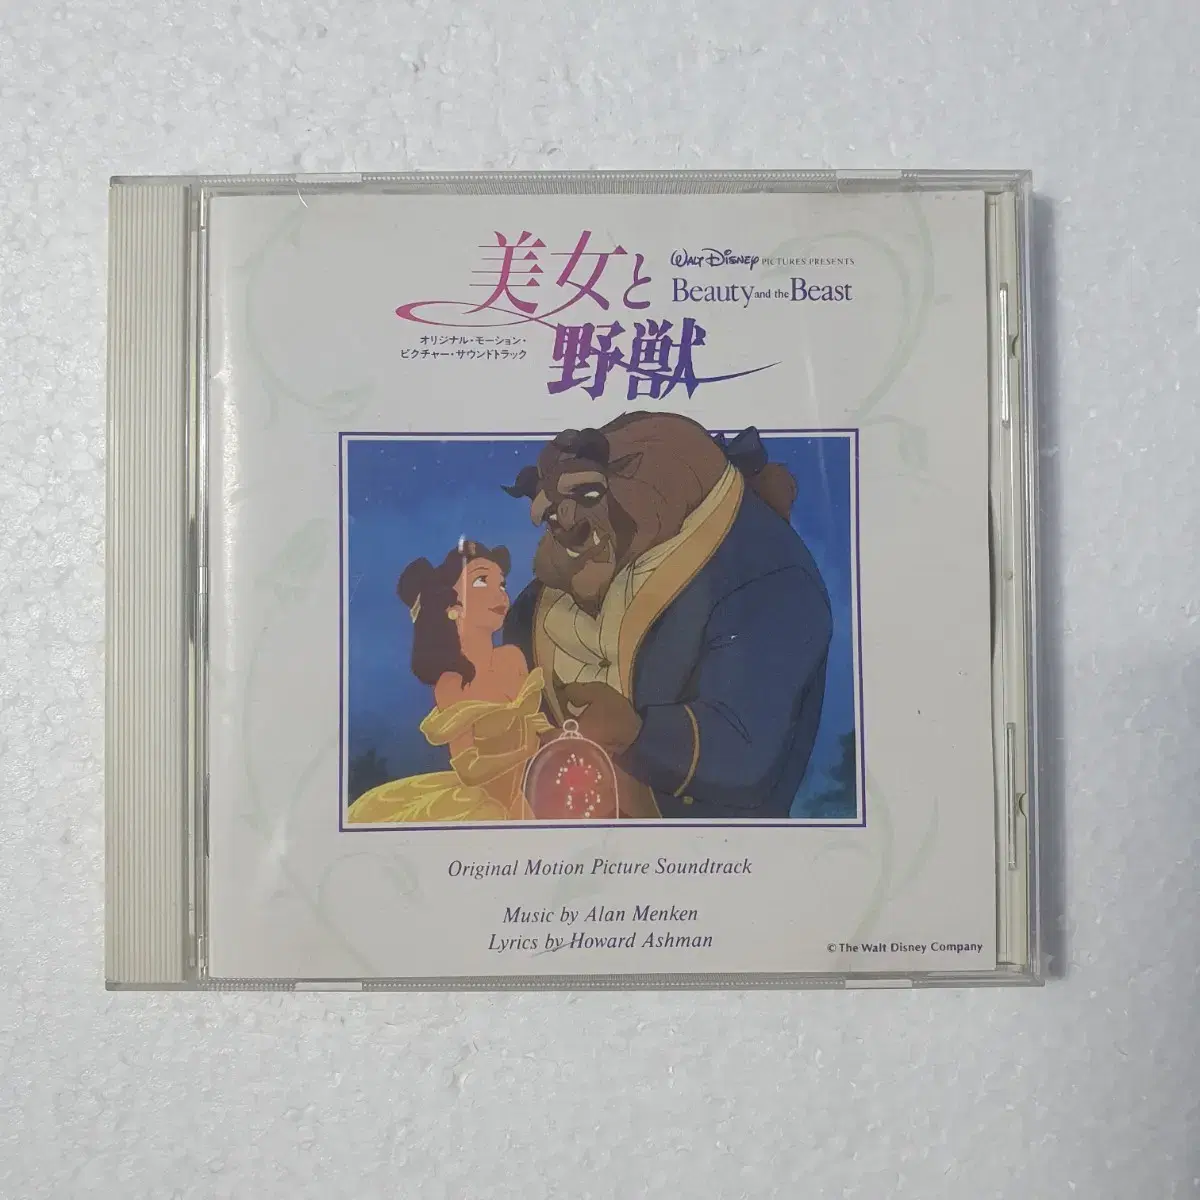 美女と
野獣
WALT DISNEY PICTURES PRESENTS
Beauty and the Beast
オリジナル・モーション・
ピクチャー・サウンドトラック
Original Motion Picture Soundtrack
Music by Alan Menken
Lyrics by Howard Ashman
© The Walt Disney Company